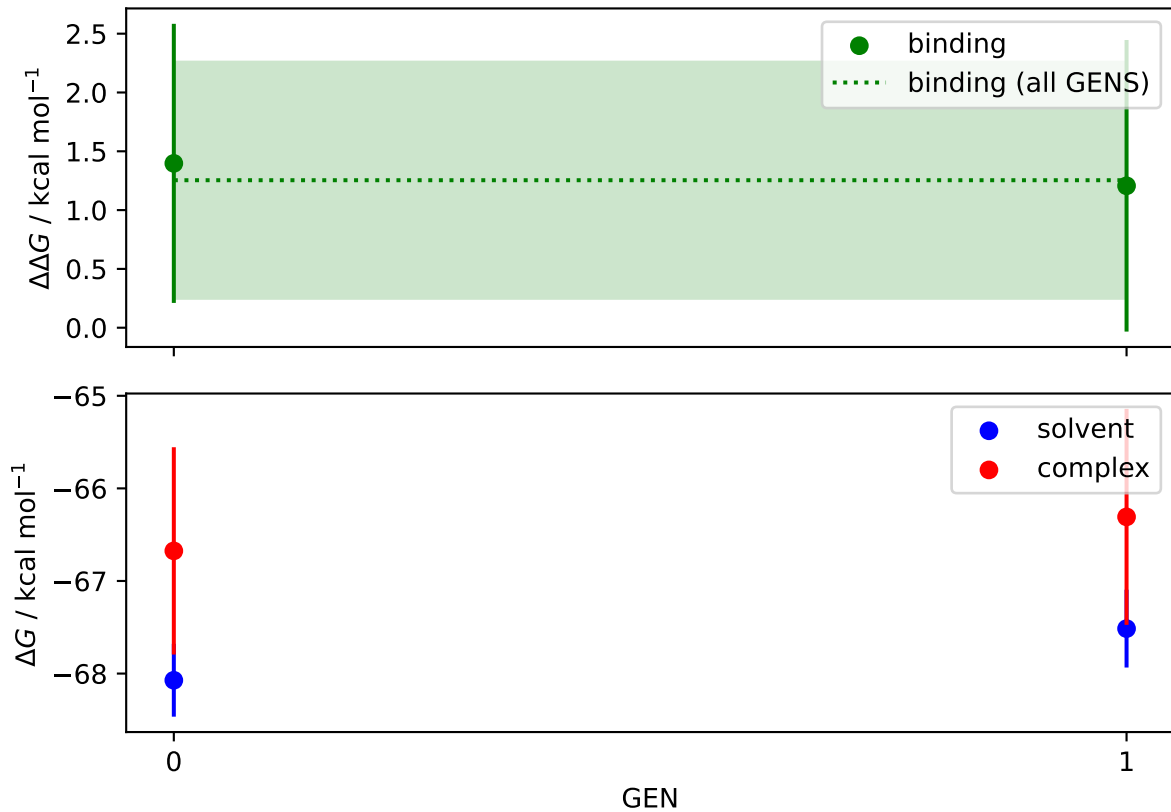 2.5
2.0
1.5
1.0
0.5
0.0
ΔΔG / kcal mol⁻¹
binding
binding (all GENS)
−65
−66
−67
−68
ΔG / kcal mol⁻¹
solvent
complex
0
1
GEN